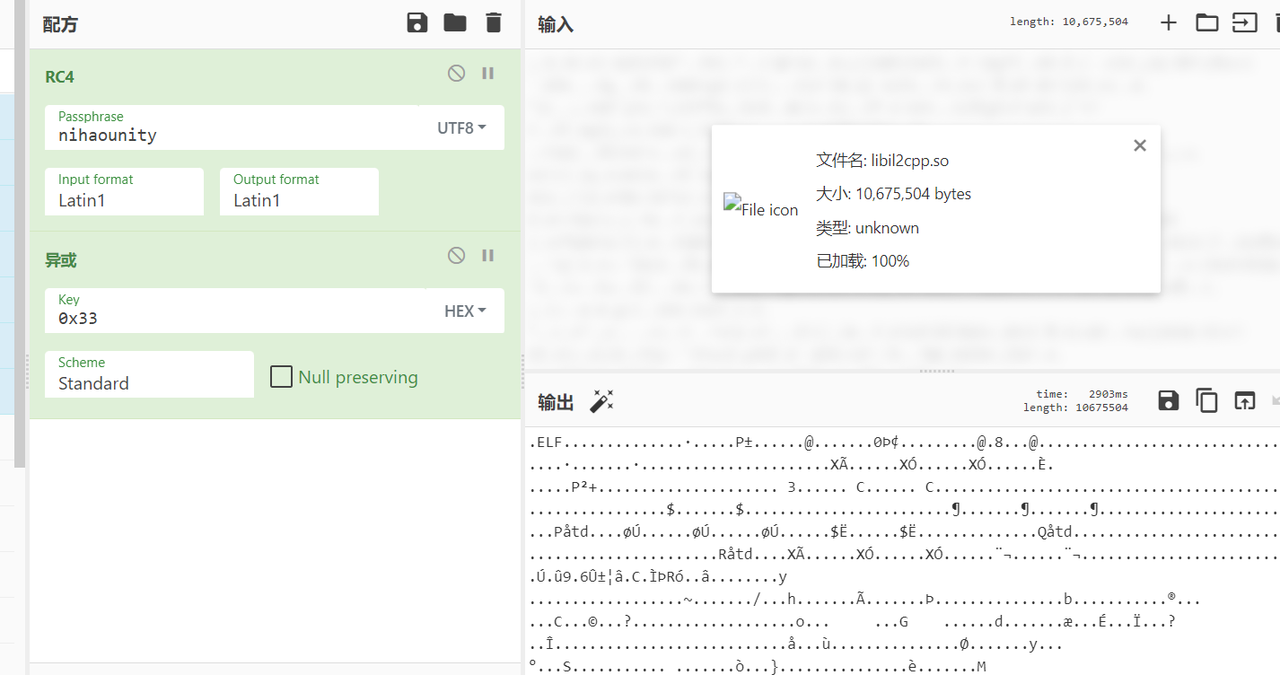 配方
RC4
Passphrase
nihaounity
UTF8
Input format
Latin1
Output format
Latin1
异或
Key
0x33
HEX
Scheme
Standard
Null preserving
输入
length: 10,675,504
File icon
文件名: libil2cpp.so
大小: 10,675,504 bytes
类型: unknown
已加载: 100%
输出
time: 2903ms
length: 10675504
.ELF..............·.....P±......@.......0Þ¢.........@.8...@...........................
....·.......·.......................XÃ......XÓ......XÓ......È.
.....P²+.................... 3...... C...... C.......................................
.................$.......$........................¶.......¶.......¶....................
...Påtd....øÚ......øÚ......øÚ......$Ë......$Ë..............Qåtd.......................
........................Råtd....XÃ......XÓ......XÓ......¨¬......¨¬....................
.Ú.û9.6Û±¦â.C.ÌÞRó..â........y
.................~......./...h.......Ã.......Þ...............b..........®...
...C...©...?...................o... ...G ......d.......æ...É...Ï...?
..Î..........................å...ù...............Ø.......y...
º...S.......... .......ò...}..............è.......M